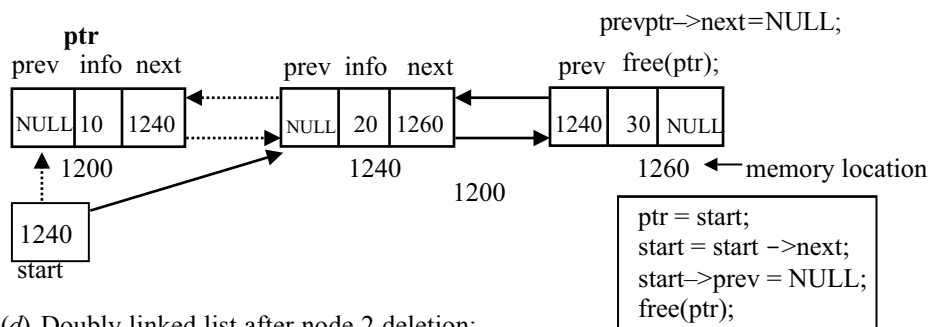 prevptr–>next=NULL;
ptr
prev info next
prev info next
prev free(ptr);
NULL 10 1240
NULL 20 1260
1240 30 NULL
1200
1240
1260 memory location
1200
1240
start
ptr = start;
start = start –>next;
start–>prev = NULL;
free(ptr);
(d) Doubly linked list after node 2 deletion: